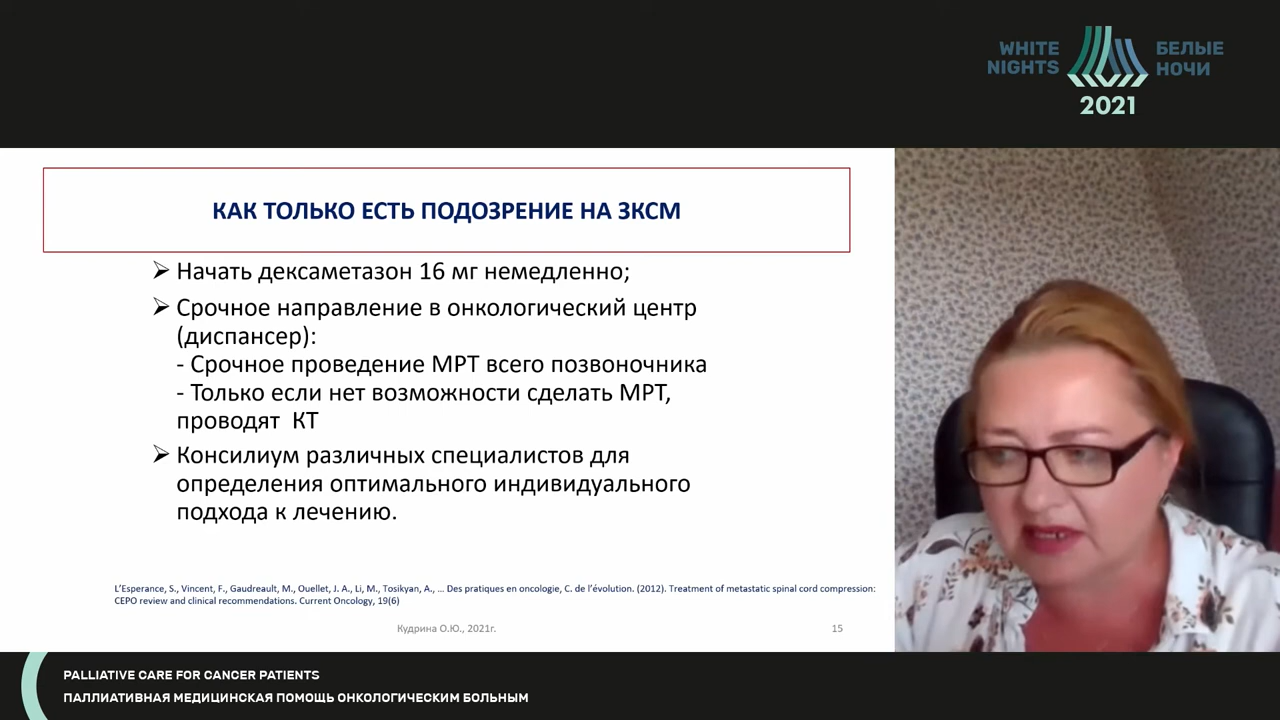 WHITE
NIGHTS
БЕЛЫЕ
НОЧИ
2021
КАК ТОЛЬКО ЕСТЬ ПОДОЗРЕНИЕ НА ЗКСМ
➢ Начать дексаметазон 16 мг немедленно;
➢ Срочное направление в онкологический центр
(диспансер):
- Срочное проведение МРТ всего позвоночника
- Только если нет возможности сделать МРТ,
проводят КТ
➢ Консилиум различных специалистов для
определения оптимального индивидуального
подхода к лечению.
L’Esperance, S., Vincent, F., Gaudreault, M., Ouellet, J. A., Li, M., Tosikyan, A., … Des pratiques en oncologie, C. de l’évolution. (2012). Treatment of metastatic spinal cord compression:
CEPO review and clinical recommendations. Current Oncology, 19(6)
Кудрина О.Ю., 2021г.
15
PALLIATIVE CARE FOR CANCER PATIENTS
ПАЛЛИАТИВНАЯ МЕДИЦИНСКАЯ ПОМОЩЬ ОНКОЛОГИЧЕСКИМ БОЛЬНЫМ